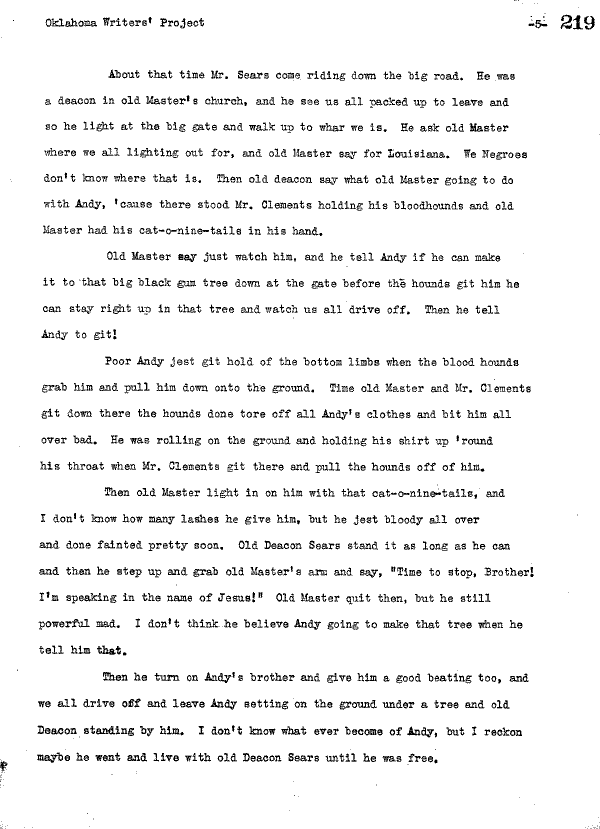 Oklahoma Writers' Project -5- 219
About that time Mr. Sears come riding down the big road. He was
a deacon in old Master's church, and he see us all packed up to leave and
so he light at the big gate and walk up to whar we is. He ask old Master
where we all lighting out for, and old Master say for Louisiana. We Negroes
don't know where that is. Then old deacon say what old Master going to do
with Andy, 'cause there stood Mr. Clements holding his bloodhounds and old
Master had his cat-o-nine-tails in his hand.
Old Master say just watch him, and he tell Andy if he can make
it to that big black gum tree down at the gate before the hounds git him he
can stay right up in that tree and watch us all drive off. Then he tell
Andy to git!
Poor Andy jest git hold of the bottom limbs when the blood hounds
grab him and pull him down onto the ground. Time old Master and Mr. Clements
git down there the hounds done tore off all Andy's clothes and bit him all
over bad. He was rolling on the ground and holding his shirt up 'round
his throat when Mr. Clements git there and pull the hounds off of him.
Then old Master light in on him with that cat-o-nine-tails, and
I don't know how many lashes he give him, but he jest bloody all over
and done fainted pretty soon. Old Deacon Sears stand it as long as he can
and then he step up and grab old Master's arm and say, "Time to stop, Brother!
I'm speaking in the name of Jesus!" Old Master quit then, but he still
powerful mad. I don't think he believe Andy going to make that tree when he
tell him that.
Then he turn on Andy's brother and give him a good beating too, and
we all drive off and leave Andy setting on the ground under a tree and old
Deacon standing by him. I don't know what ever become of Andy, but I reckon
maybe he went and live with old Deacon Sears until he was free.